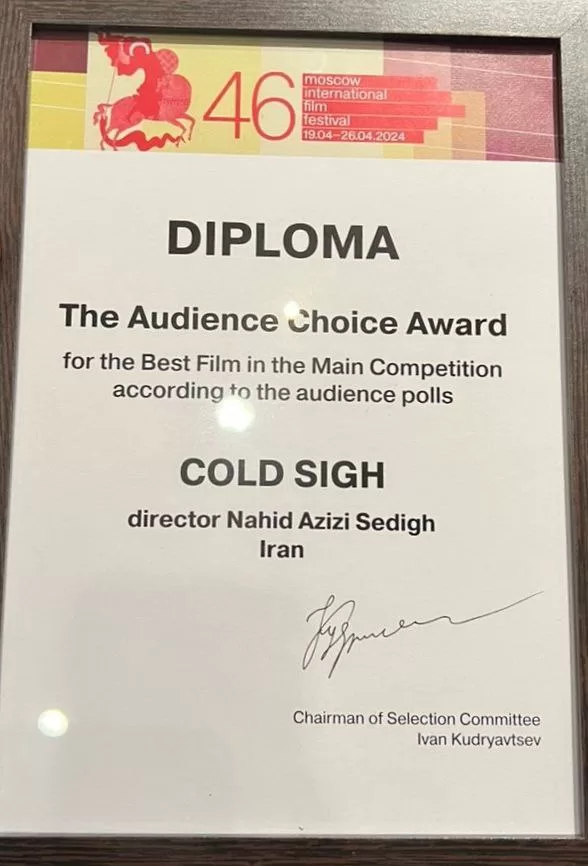 46
moscow
international
film
festival
19.04–26.04.2024
DIPLOMA
The Audience Choice Award
for the Best Film in the Main Competition
according to the audience polls
COLD SIGH
director Nahid Azizi Sedigh
Iran
Chairman of Selection Committee
Ivan Kudryavtsev